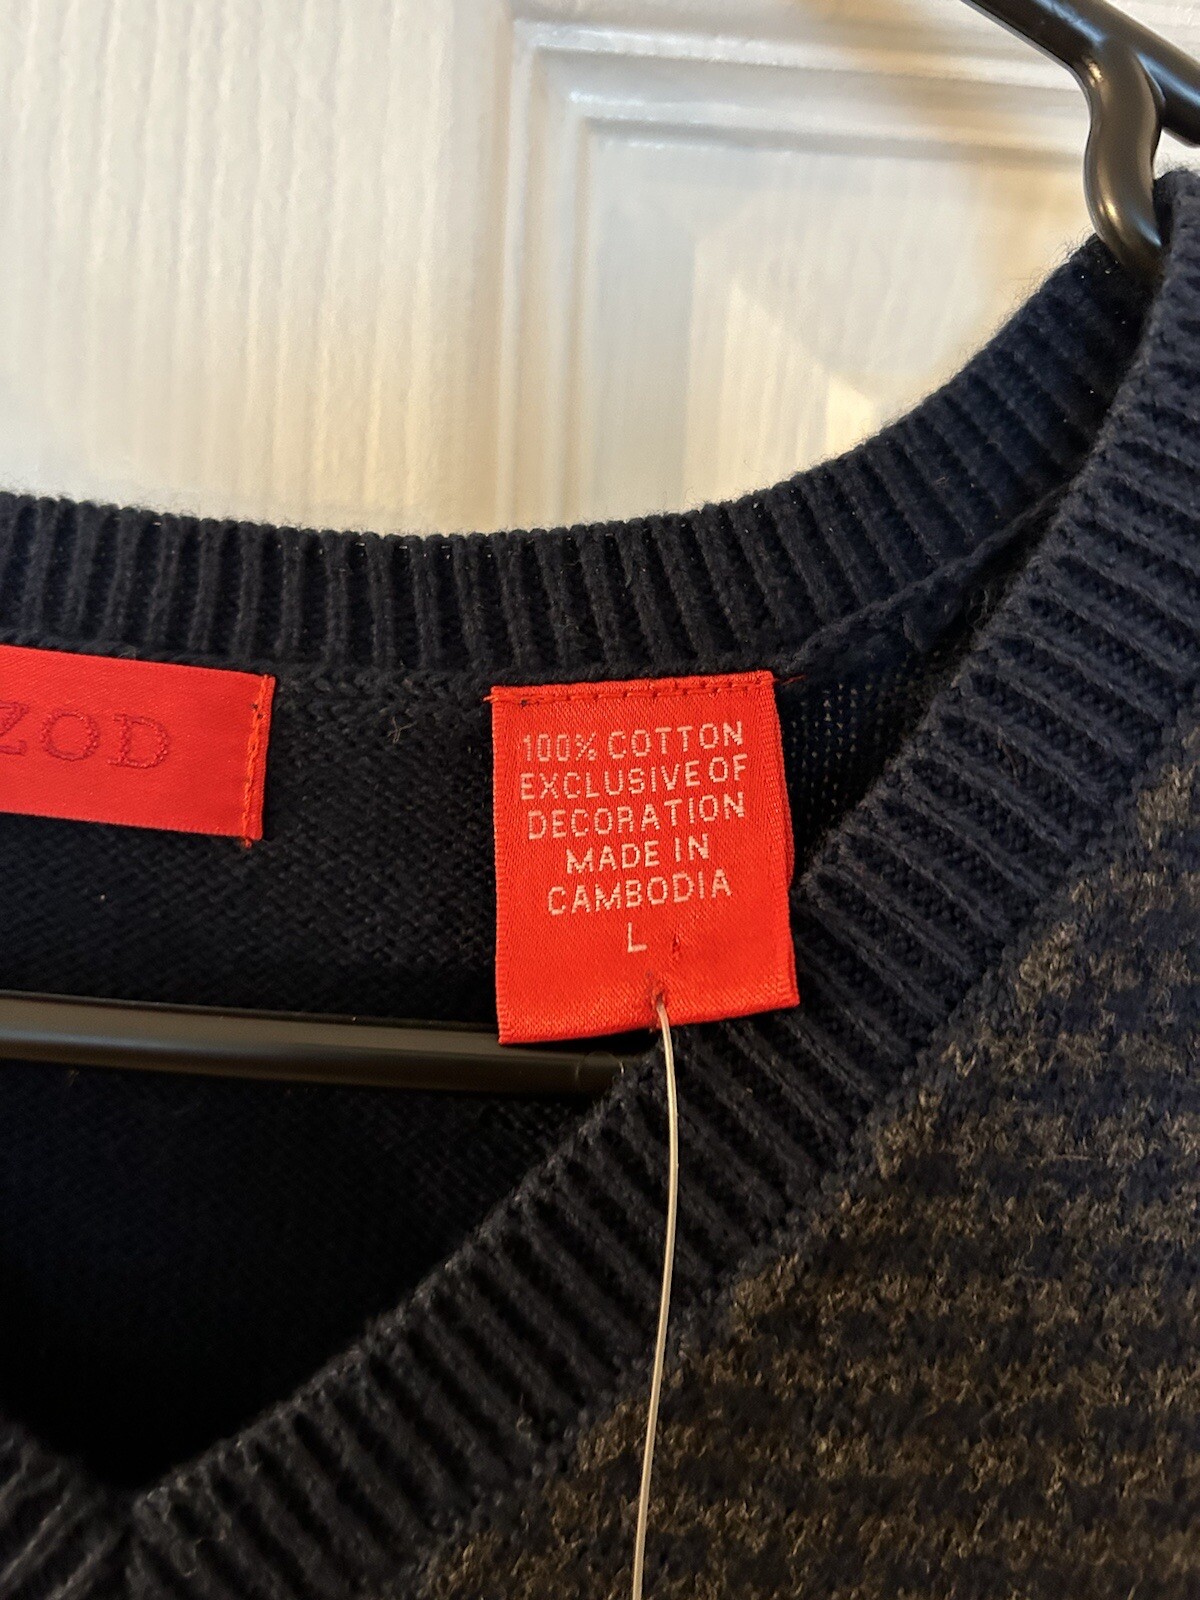 ZOD
100% COTTON
EXCLUSIVE OF
DECORATION
MADE IN
CAMBODIA
L